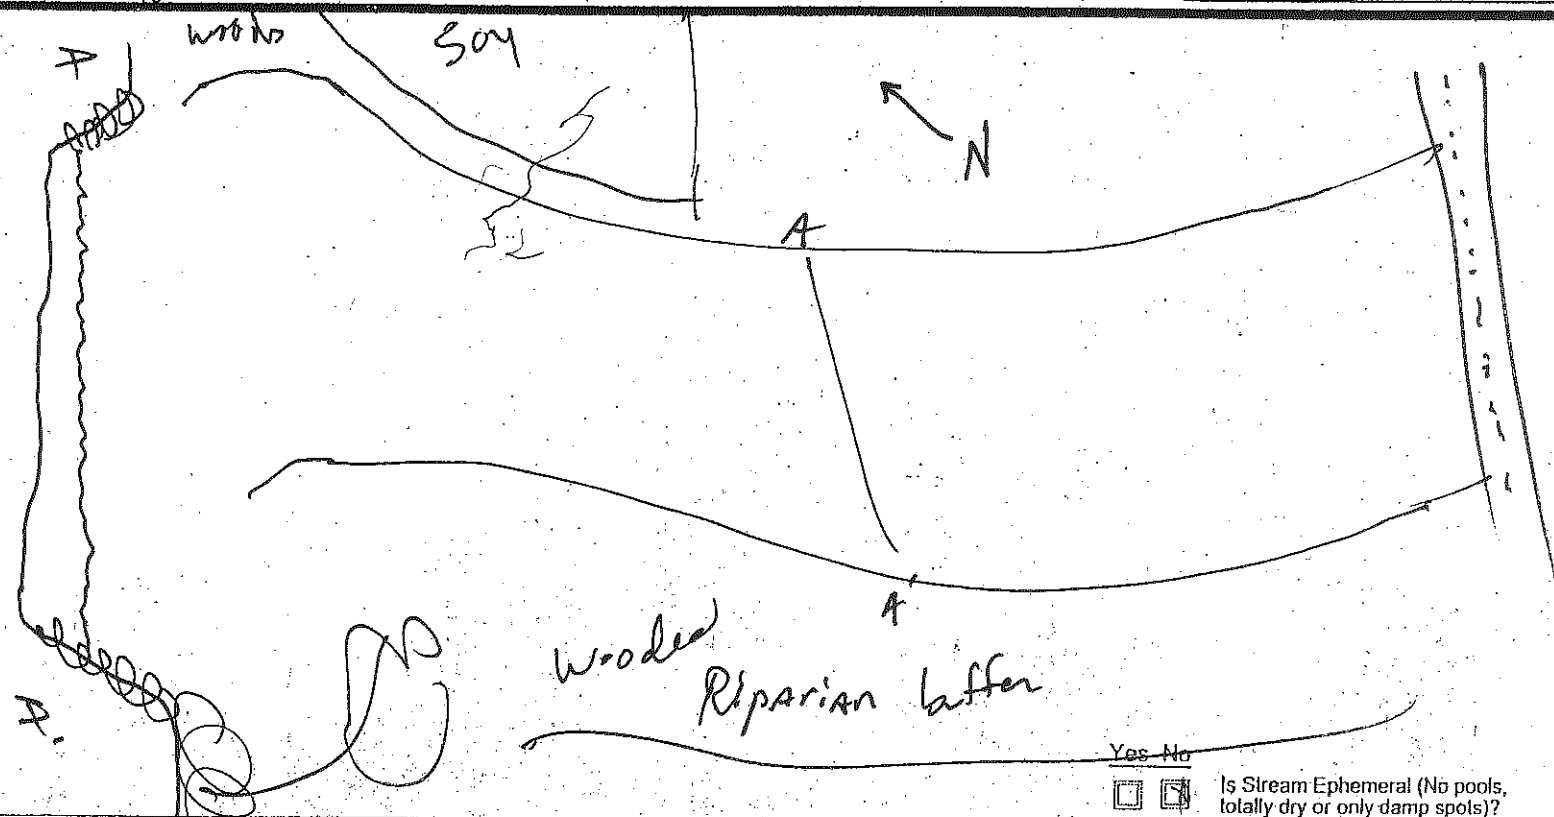 woods
Soy
N
A
A
Wooded
Riparian buffer
Yes No
Is Stream Ephemeral (No pools,
totally dry or only damp spots)?